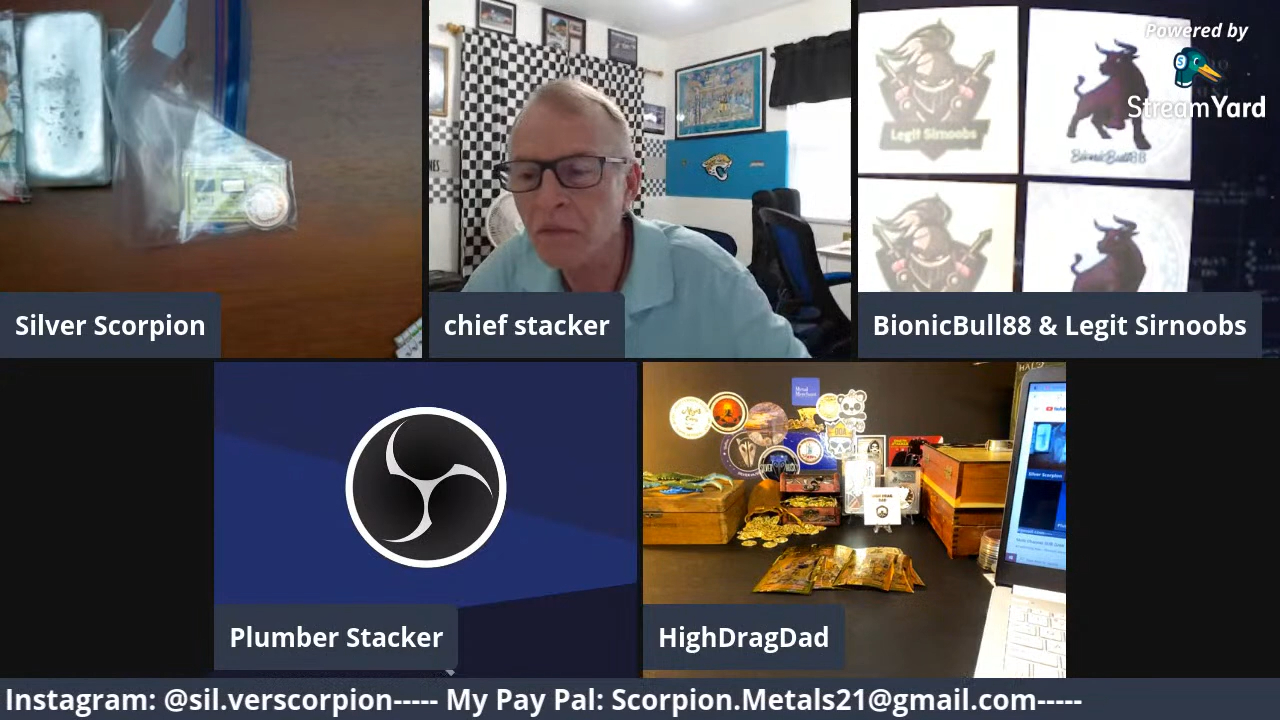 Powered by
StreamYard
Legit Sirnoobs
BionicBull88
Silver Scorpion
chief stacker
BionicBull88 & Legit Sirnoobs
Plumber Stacker
HighDragDad
Instagram: @sil.verscorpion----- My Pay Pal: Scorpion.Metals21@gmail.com-----